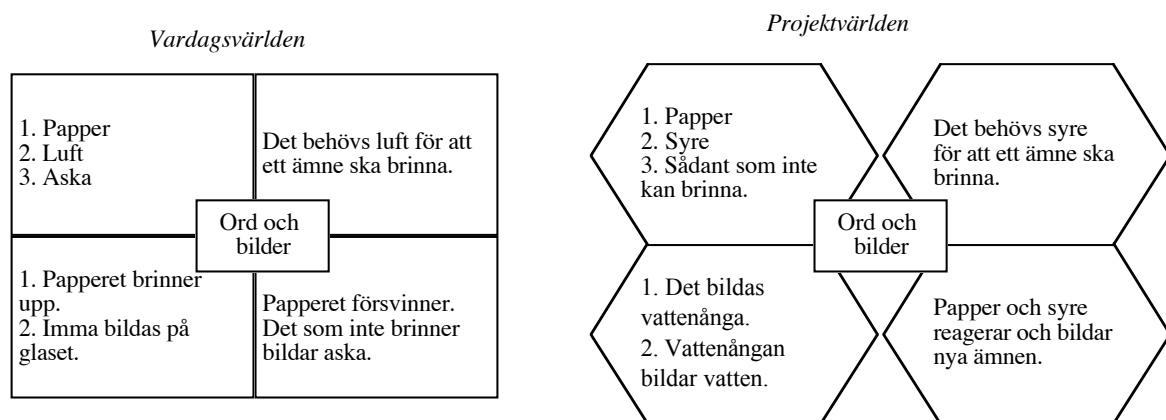 Vardagsvärlden
1. Papper
2. Luft
3. Aska
Det behövs luft för att
ett ämne ska brinna.
Ord och
bilder
1. Papperet brinner
upp.
2. Imma bildas på
glaset.
Papperet försvinner.
Det som inte brinner
bildar aska.
Projektvärlden
1. Papper
2. Syre
3. Sådant som inte
kan brinna.
Det behövs syre
för att ett ämne ska
brinna.
Ord och
bilder
1. Det bildas
vattenånga.
2. Vattenångan
bildar vatten.
Papper och syre
reagerar och bildar
nya ämnen.